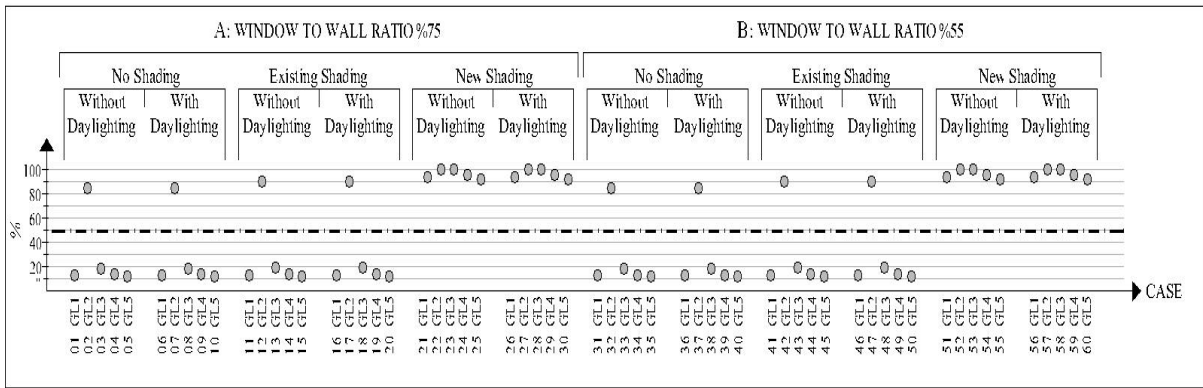 A: WINDOW TO WALL RATIO %75
B: WINDOW TO WALL RATIO %55
No Shading
Existing Shading
New Shading
No Shading
Existing Shading
New Shading
Without Daylighting
With Daylighting
Without Daylighting
With Daylighting
Without Daylighting
With Daylighting
Without Daylighting
With Daylighting
Without Daylighting
With Daylighting
Without Daylighting
With Daylighting
100
80
60
%
40
20
CASE
01 GL1
02 GL2
03 GL3
04 GL4
05 GL5
06 GL1
07 GL2
08 GL3
09 GL4
10 GL5
11 GL1
12 GL2
13 GL3
14 GL4
15 GL5
16 GL1
17 GL2
18 GL3
19 GL4
20 GL5
21 GL1
22 GL2
23 GL3
24 GL4
25 GL5
26 GL1
27 GL2
28 GL3
29 GL4
30 GL5
31 GL1
32 GL2
33 GL3
34 GL4
35 GL5
36 GL1
37 GL2
38 GL3
39 GL4
40 GL5
41 GL1
42 GL2
43 GL3
44 GL4
45 GL5
46 GL1
47 GL2
48 GL3
49 GL4
50 GL5
51 GL1
52 GL2
53 GL3
54 GL4
55 GL5
56 GL1
57 GL2
58 GL3
59 GL4
60 GL5